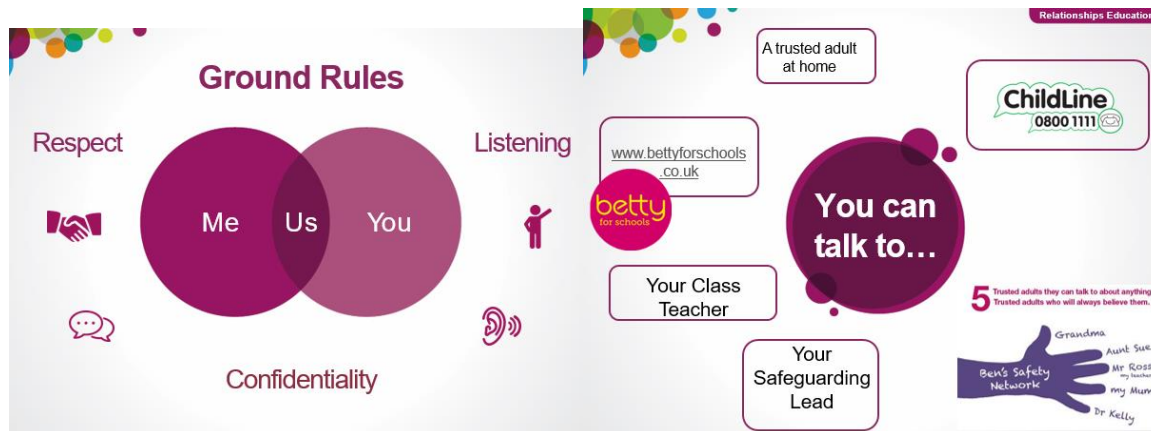 Ground Rules
Respect
Listening
Me
Us
You
Confidentiality
Relationships Education
A trusted adult
at home
ChildLine
0800 1111
www.bettyforschools
.co.uk
betty
for schools
You can
talk to...
Your Class
Teacher
Your
Safeguarding
Lead
5 Trusted adults they can talk to about anything
Trusted adults who will always believe them.
Ben's Safety
Network
Grandma
Aunt Sue
Mr Ross
my teacher
my Mum
Dr Kelly